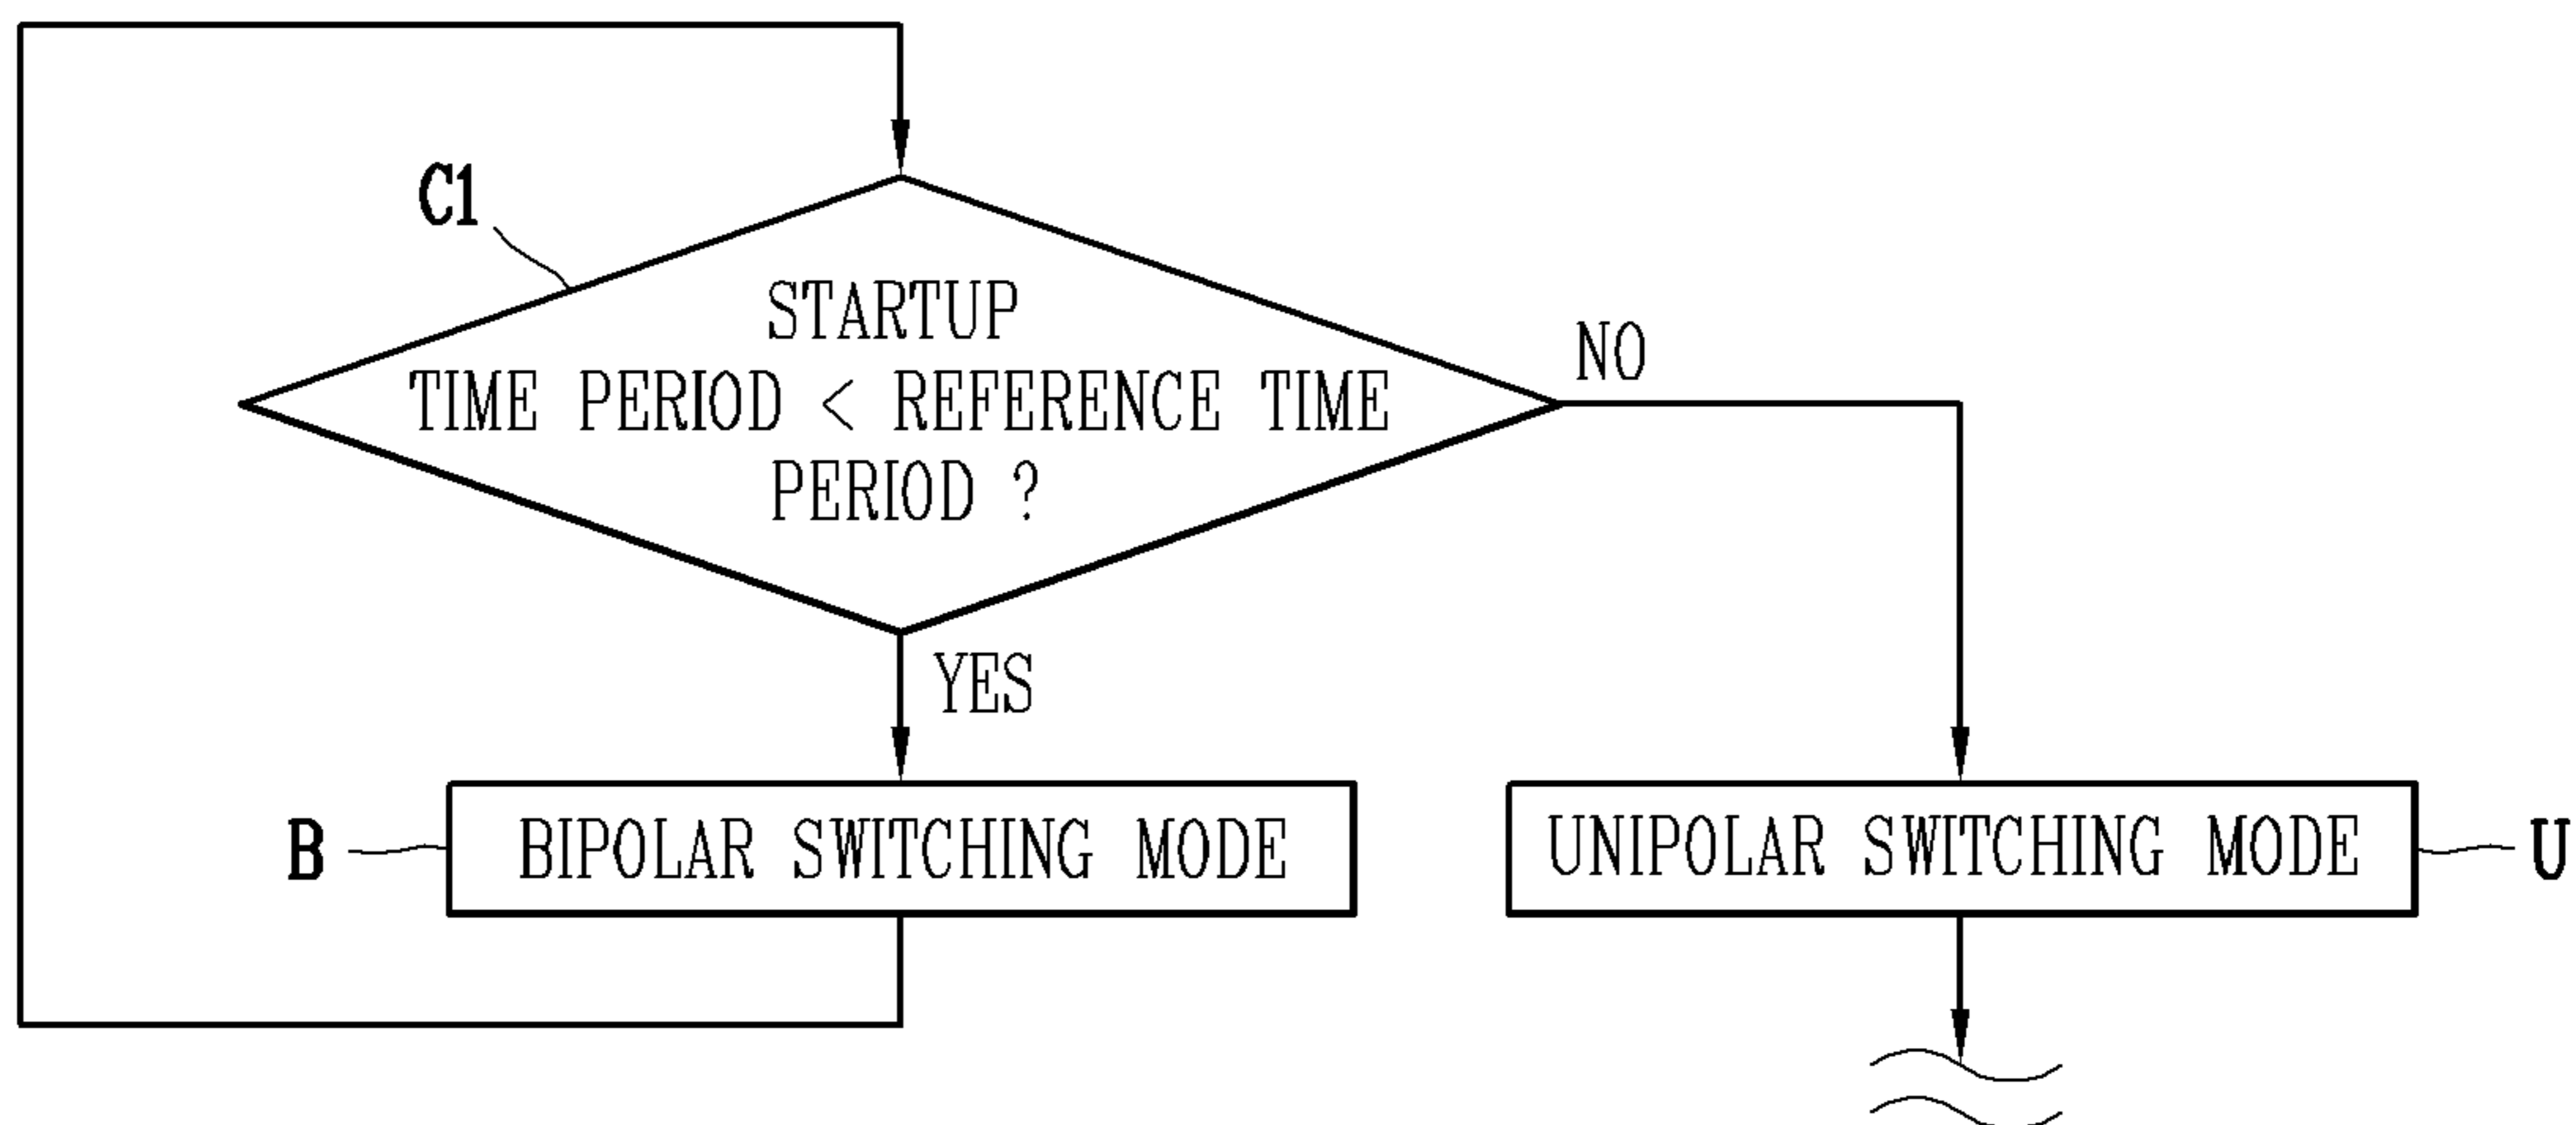 C1
STARTUP
TIME PERIOD < REFERENCE TIME
PERIOD ?
NO
YES
B
BIPOLAR SWITCHING MODE
UNIPOLAR SWITCHING MODE
U